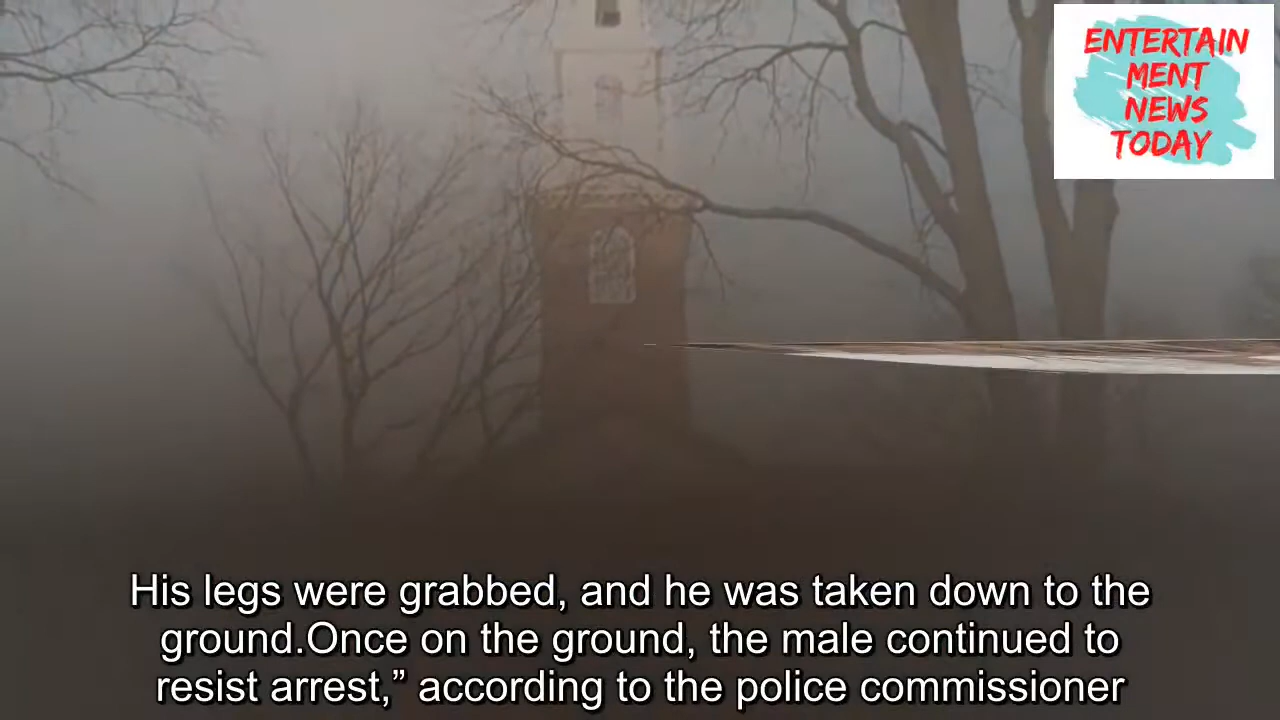 ENTERTAIN
MENT
NEWS
TODAY
His legs were grabbed, and he was taken down to the
ground.Once on the ground, the male continued to
resist arrest,” according to the police commissioner